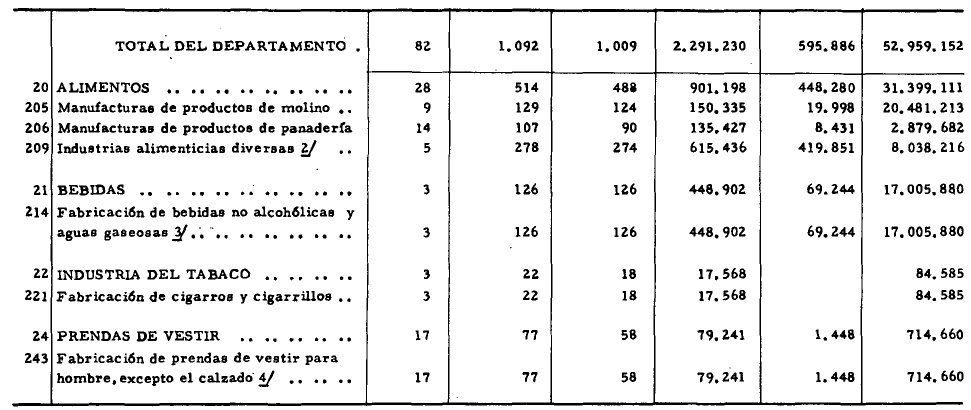 TOTAL DEL DEPARTAMENTO . 82 1.092 1.009 2.291.230 595.886 52.959.152
20 ALIMENTOS .. .. .. .. .. .. .. .. 28 514 488 901.198 448.280 31.399.111
205 Manufacturas de productos de molino .. 9 129 124 150.335 19.998 20.481.213
206 Manufacturas de productos de panadería 14 107 90 135.427 8.431 2.879.682
209 Industrias alimenticias diversas 2/ .. 5 278 274 615.436 419.851 8.038.216
21 BEBIDAS .. .. .. .. .. .. .. .. .. 3 126 126 448.902 69.244 17.005.880
214 Fabricación de bebidas no alcohólicas y
aguas gaseosas 3/.. .. .. .. .. .. .. 3 126 126 448.902 69.244 17.005.880
22 INDUSTRIA DEL TABACO .. .. .. .. 3 22 18 17.568 84.585
221 Fabricación de cigarros y cigarrillos .. 3 22 18 17.568 84.585
24 PRENDAS DE VESTIR .. .. .. .. .. 17 77 58 79.241 1.448 714.660
243 Fabricación de prendas de vestir para
hombre, excepto el calzado 4/ .. .. .. 17 77 58 79.241 1.448 714.660